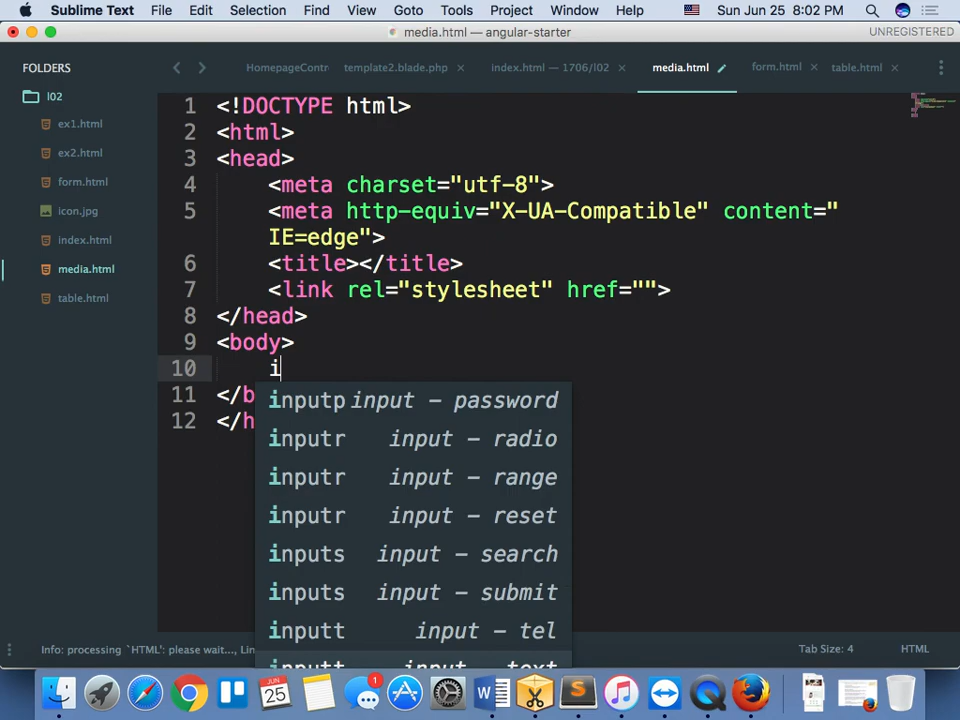 Sublime Text File Edit Selection Find View Goto Tools Project Window Help Sun Jun 25 8:02 PM
media.html — angular-starter UNREGISTERED
FOLDERS
l02
ex1.html
ex2.html
form.html
icon.jpg
index.html
media.html
table.html
HomepageContr template2.blade.php × index.html — 1706/l02 × media.html form.html × table.html ×
1 <!DOCTYPE html>
2 <html>
3 <head>
4 <meta charset="utf-8">
5 <meta http-equiv="X-UA-Compatible" content="
IE=edge">
6 <title></title>
7 <link rel="stylesheet" href="">
8 </head>
9 <body>
10 i
11 </b
12 </h
inputp input – password
inputr input – radio
inputr input – range
inputr input – reset
inputs input – search
inputs input – submit
inputt input – tel
inputt input – text
Info: processing `HTML': please wait..., Lin Tab Size: 4 HTML
JUN
25
1
W
S